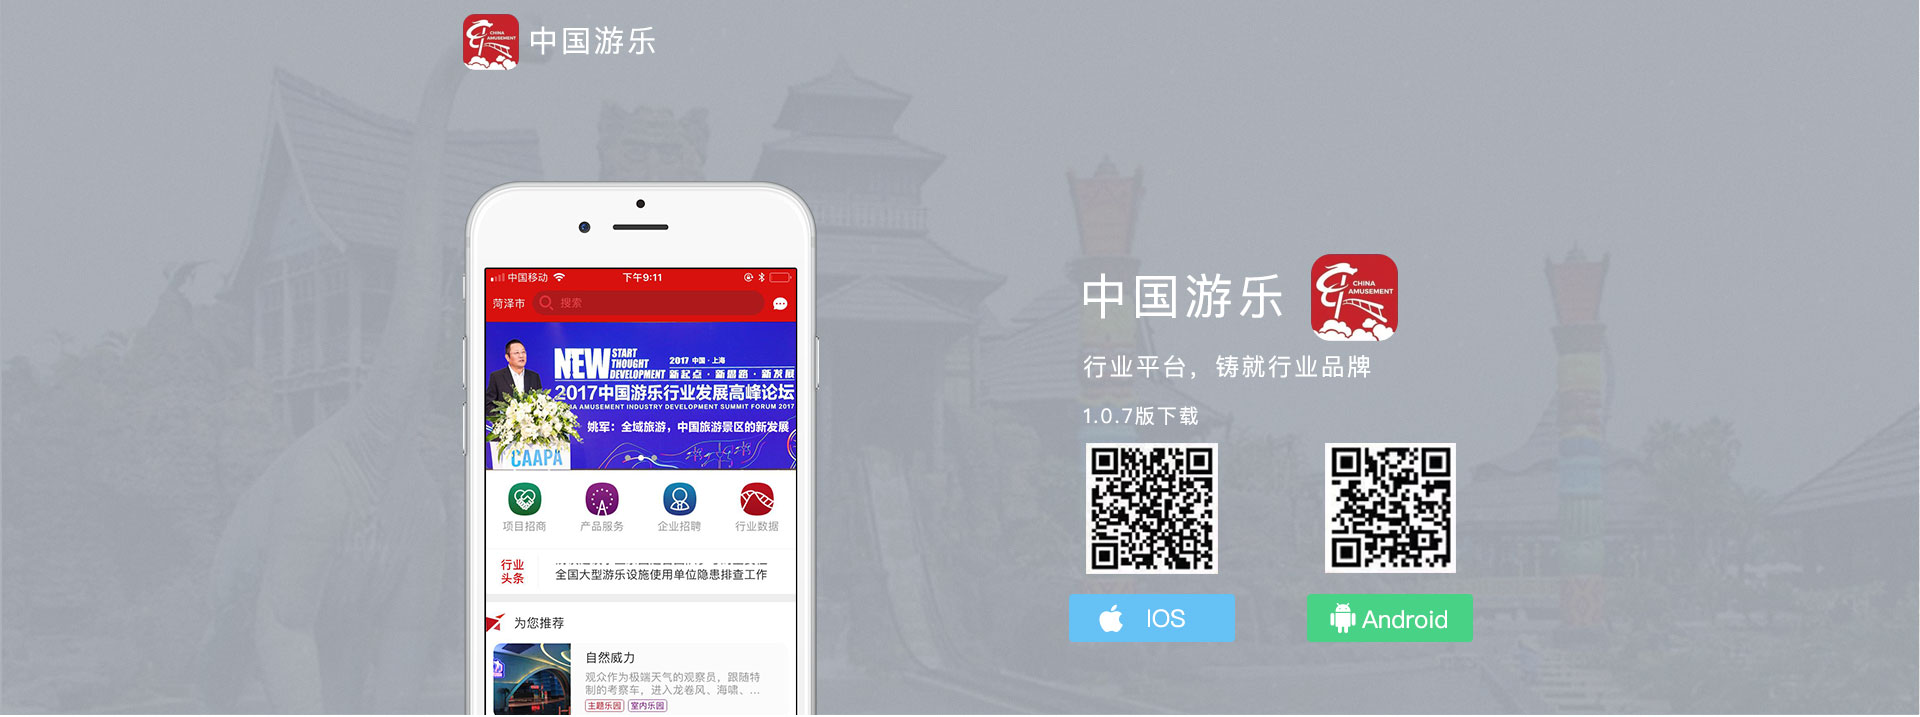 CHINA
AMUSEMENT
中国游乐
中国移动
下午9:11
菏泽市
搜索
NEW START
THOUGHT
DEVELOPMENT
2017 中国·上海
新起点·新思路·新发展
2017中国游乐行业发展高峰论坛
AMUSEMENT INDUSTRY DEVELOPMENT SUMMIT FORUM 2017
姚军：全域旅游，中国旅游景区的新发展
CAAPA
项目招商
产品服务
企业招聘
行业数据
行业
头条
全国大型游乐设施使用单位隐患排查工作
为您推荐
自然威力
观众作为极端天气的观察员，跟随特
制的考察车，进入龙卷风、海啸、...
主题乐园
室内乐园
中国游乐
CHINA
AMUSEMENT
行业平台，铸就行业品牌
1.0.7版下载
IOS
Android